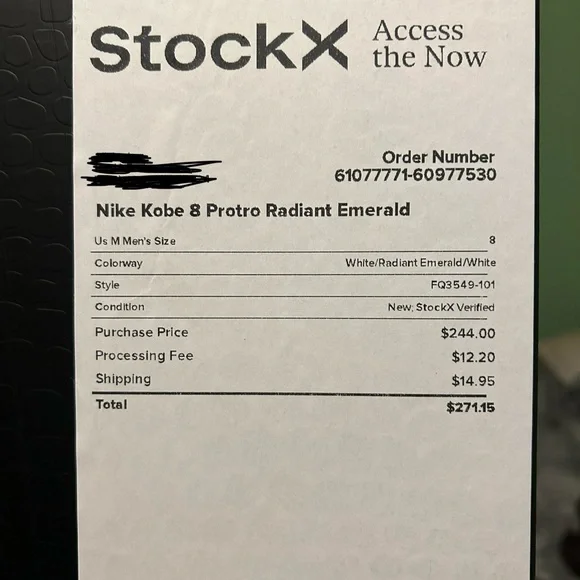 StockX
Access
the Now
Order Number
61077771-60977530
Nike Kobe 8 Protro Radiant Emerald
Us M Men's Size 8
Colorway White/Radiant Emerald/White
Style FQ3549-101
Condition New, StockX Verified
Purchase Price $244.00
Processing Fee $12.20
Shipping $14.95
Total $271.15